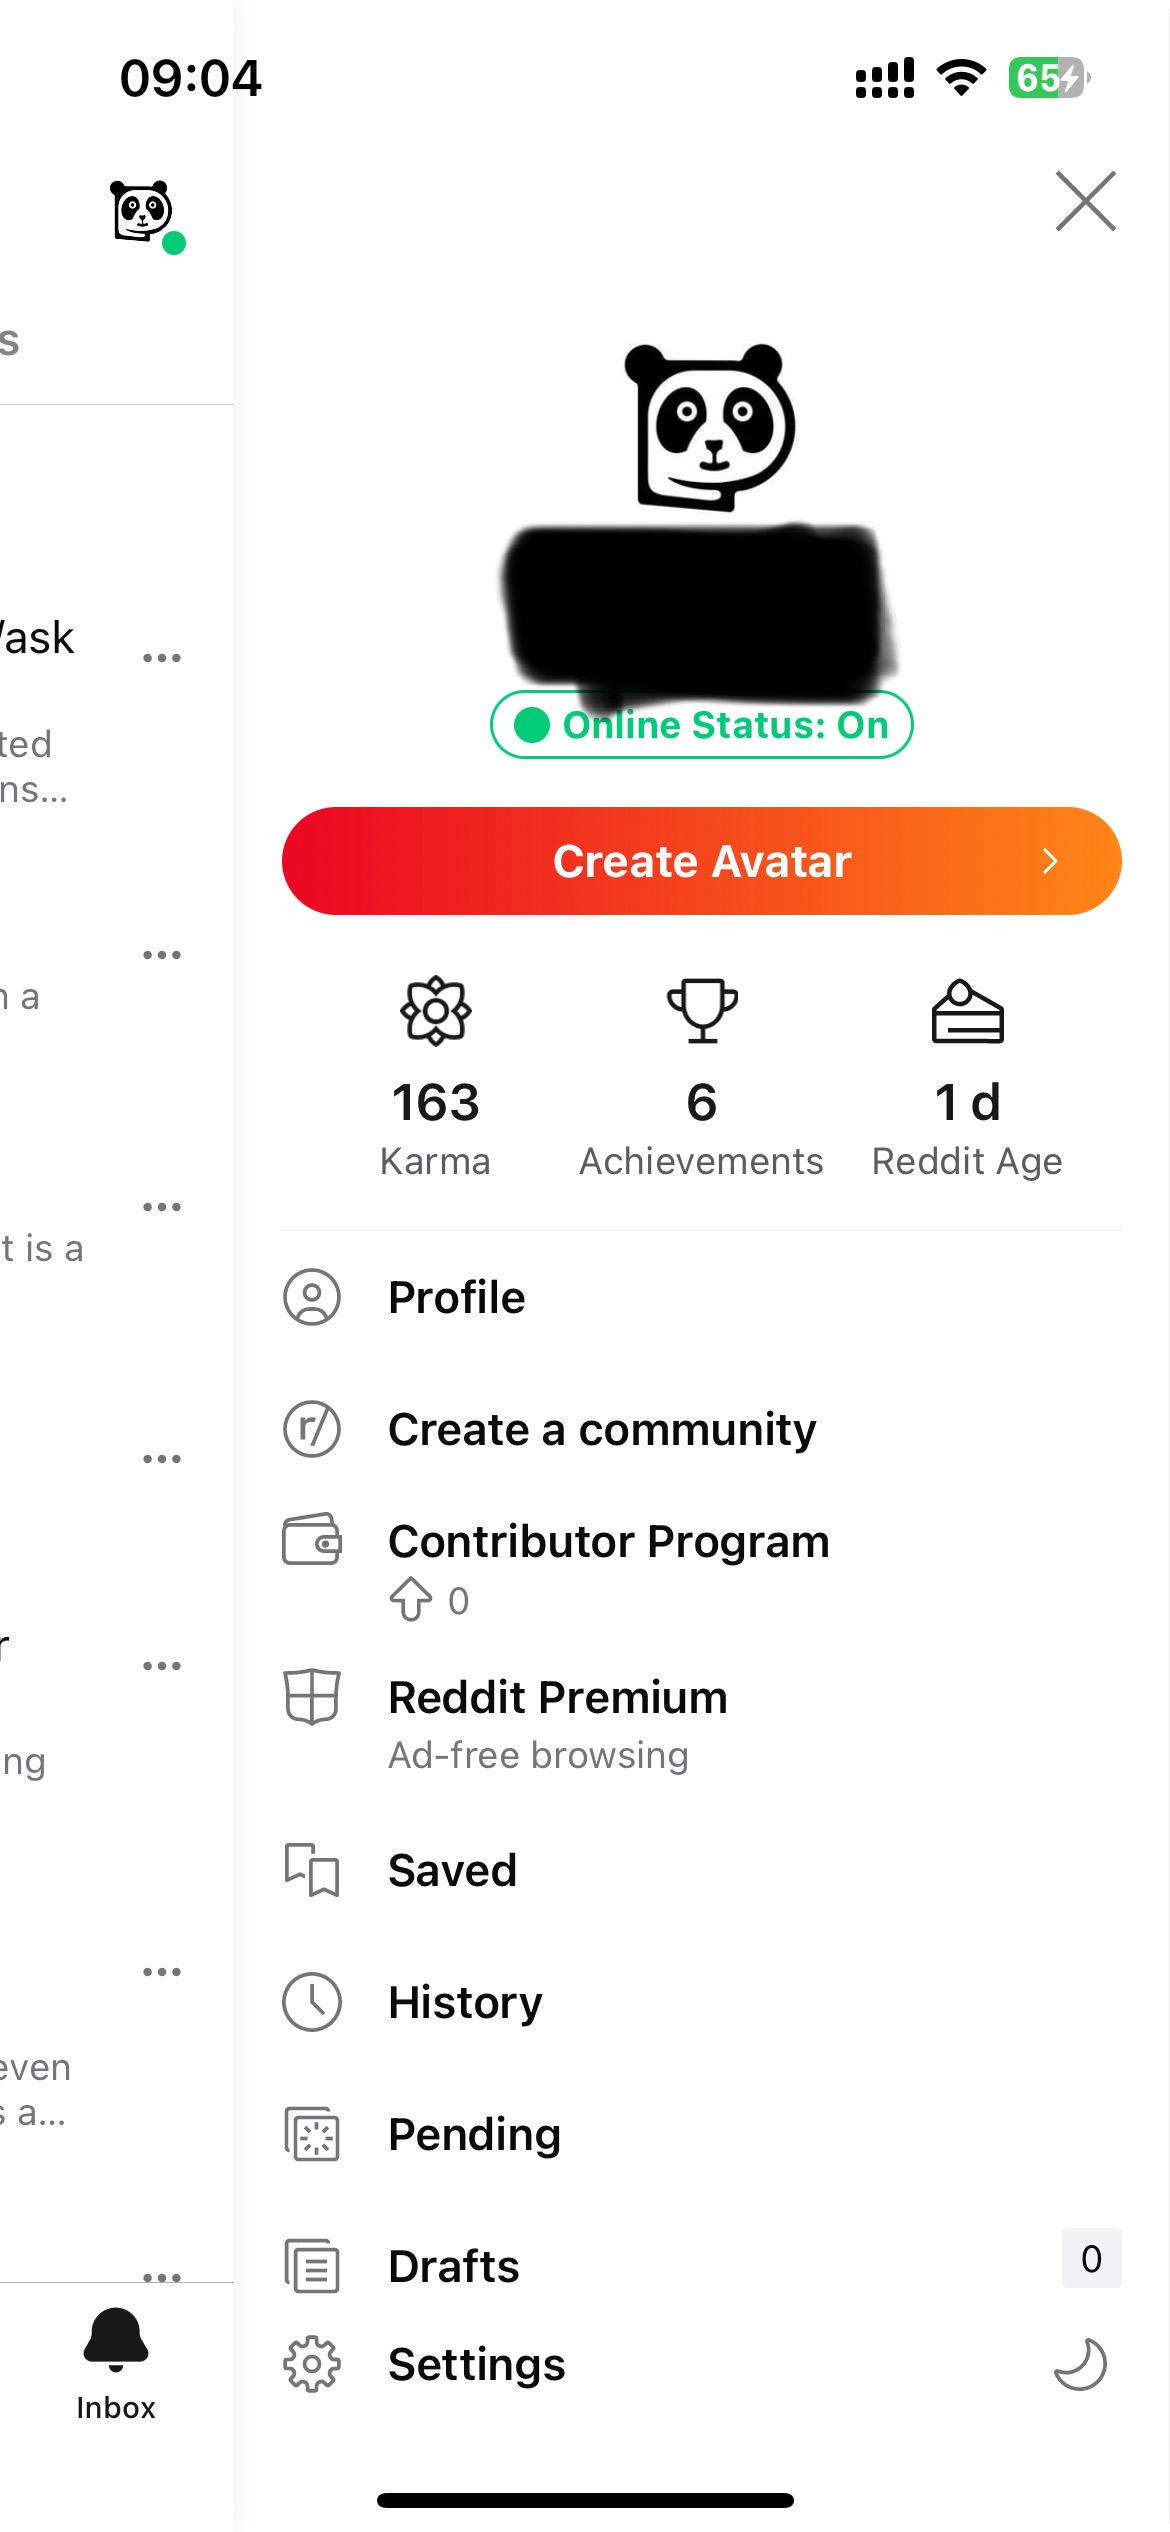 09:04
65
s
ask
ted
ns...
a
t is a
r
ng
even
s a...
Inbox
Online Status: On
Create Avatar
163
Karma
6
Achievements
1 d
Reddit Age
Profile
r/
Create a community
Contributor Program
0
Reddit Premium
Ad-free browsing
Saved
History
Pending
Drafts
0
Settings